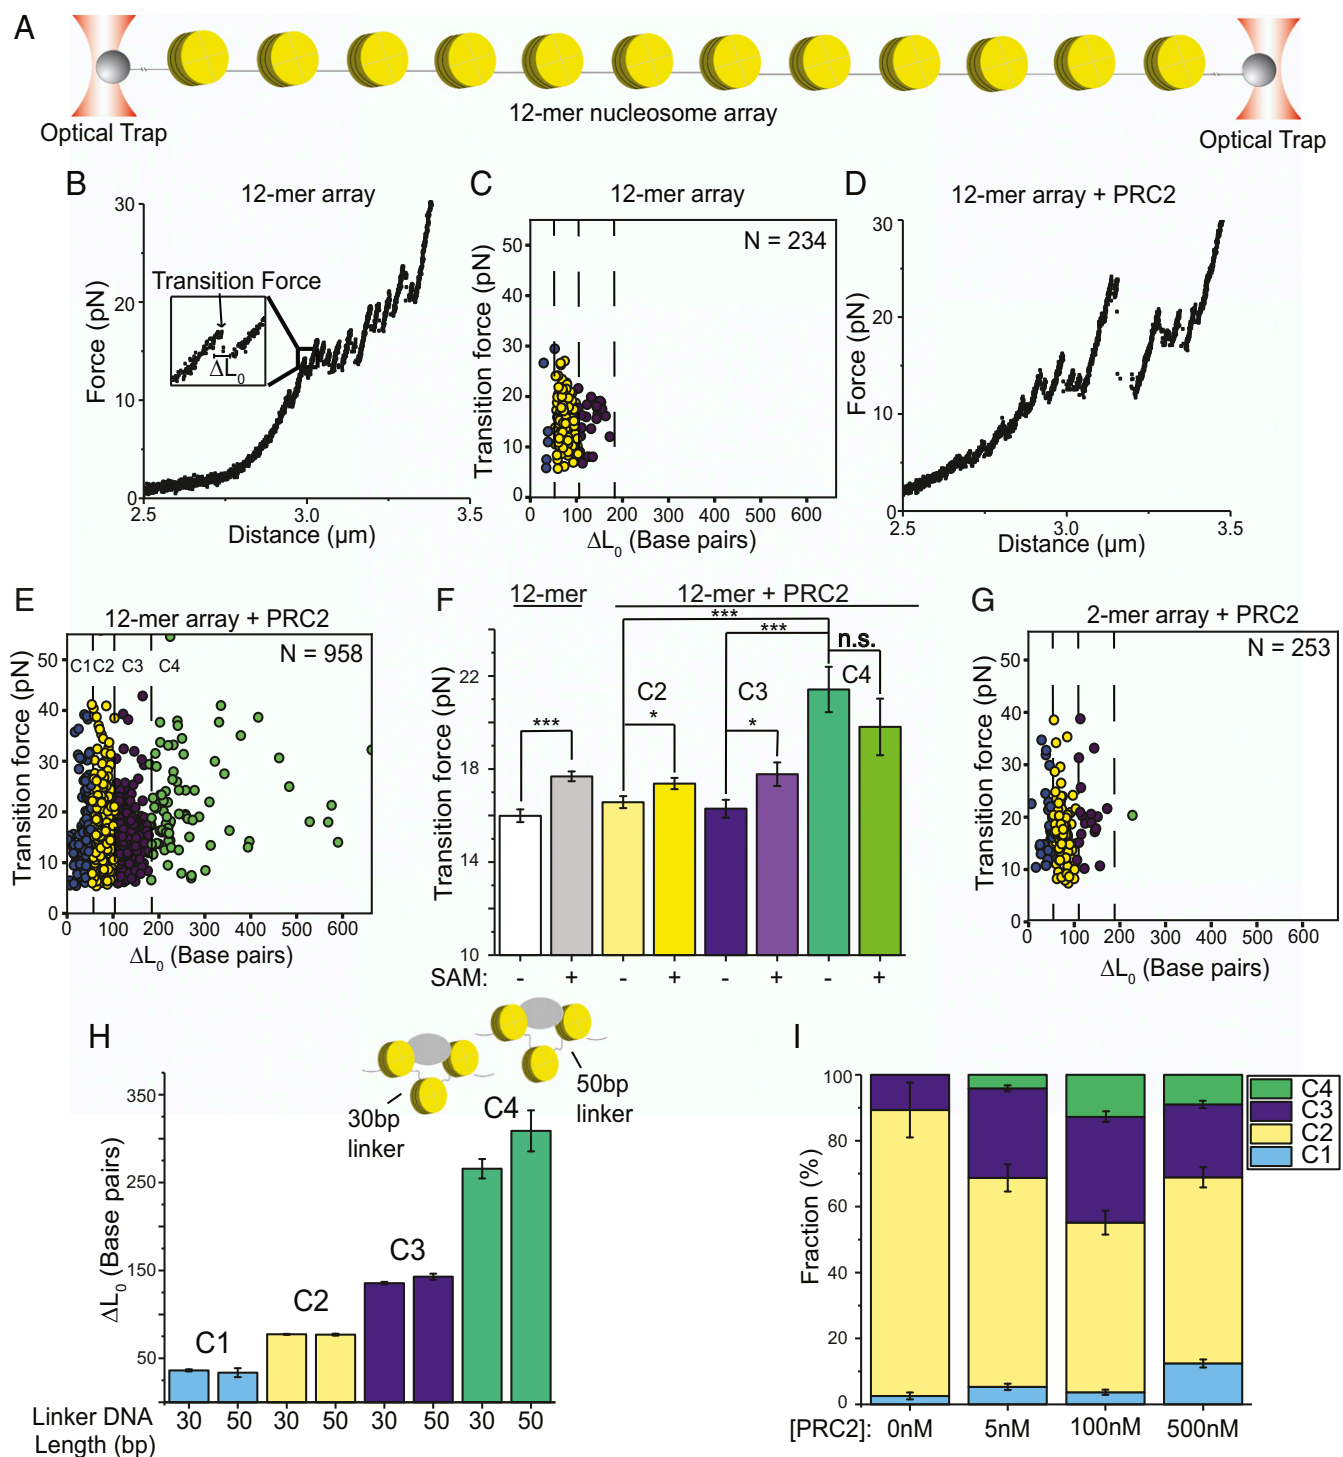 A
Optical Trap
12-mer nucleosome array
Optical Trap
B
12-mer array
30
20
10
0
Force (pN)
Transition Force
ΔL0
2.5
3.0
3.5
Distance (μm)
C
12-mer array
N = 234
50
40
30
20
10
0
Transition force (pN)
0 100 200 300 400 500 600
ΔL0 (Base pairs)
D
12-mer array + PRC2
30
20
10
0
Force (pN)
2.5
3.0
3.5
Distance (μm)
E
12-mer array + PRC2
N = 958
C1 C2 C3 C4
50
40
30
20
10
0
Transition force (pN)
0 100 200 300 400 500 600
ΔL0 (Base pairs)
F
12-mer
12-mer + PRC2
***
***
n.s.
C4
C2
C3
***
*
*
22
18
14
10
Transition force (pN)
SAM: - + - + - + - +
G
2-mer array + PRC2
N = 253
50
40
30
20
10
0
Transition force (pN)
0 100 200 300 400 500 600
ΔL0 (Base pairs)
H
30bp
linker
50bp
linker
350
250
150
50
ΔL0 (Base pairs)
C1
C2
C3
C4
Linker DNA
Length (bp)
30 50 30 50 30 50 30 50
I
100
80
60
40
20
0
Fraction (%)
C4
C3
C2
C1
[PRC2]: 0nM 5nM 100nM 500nM